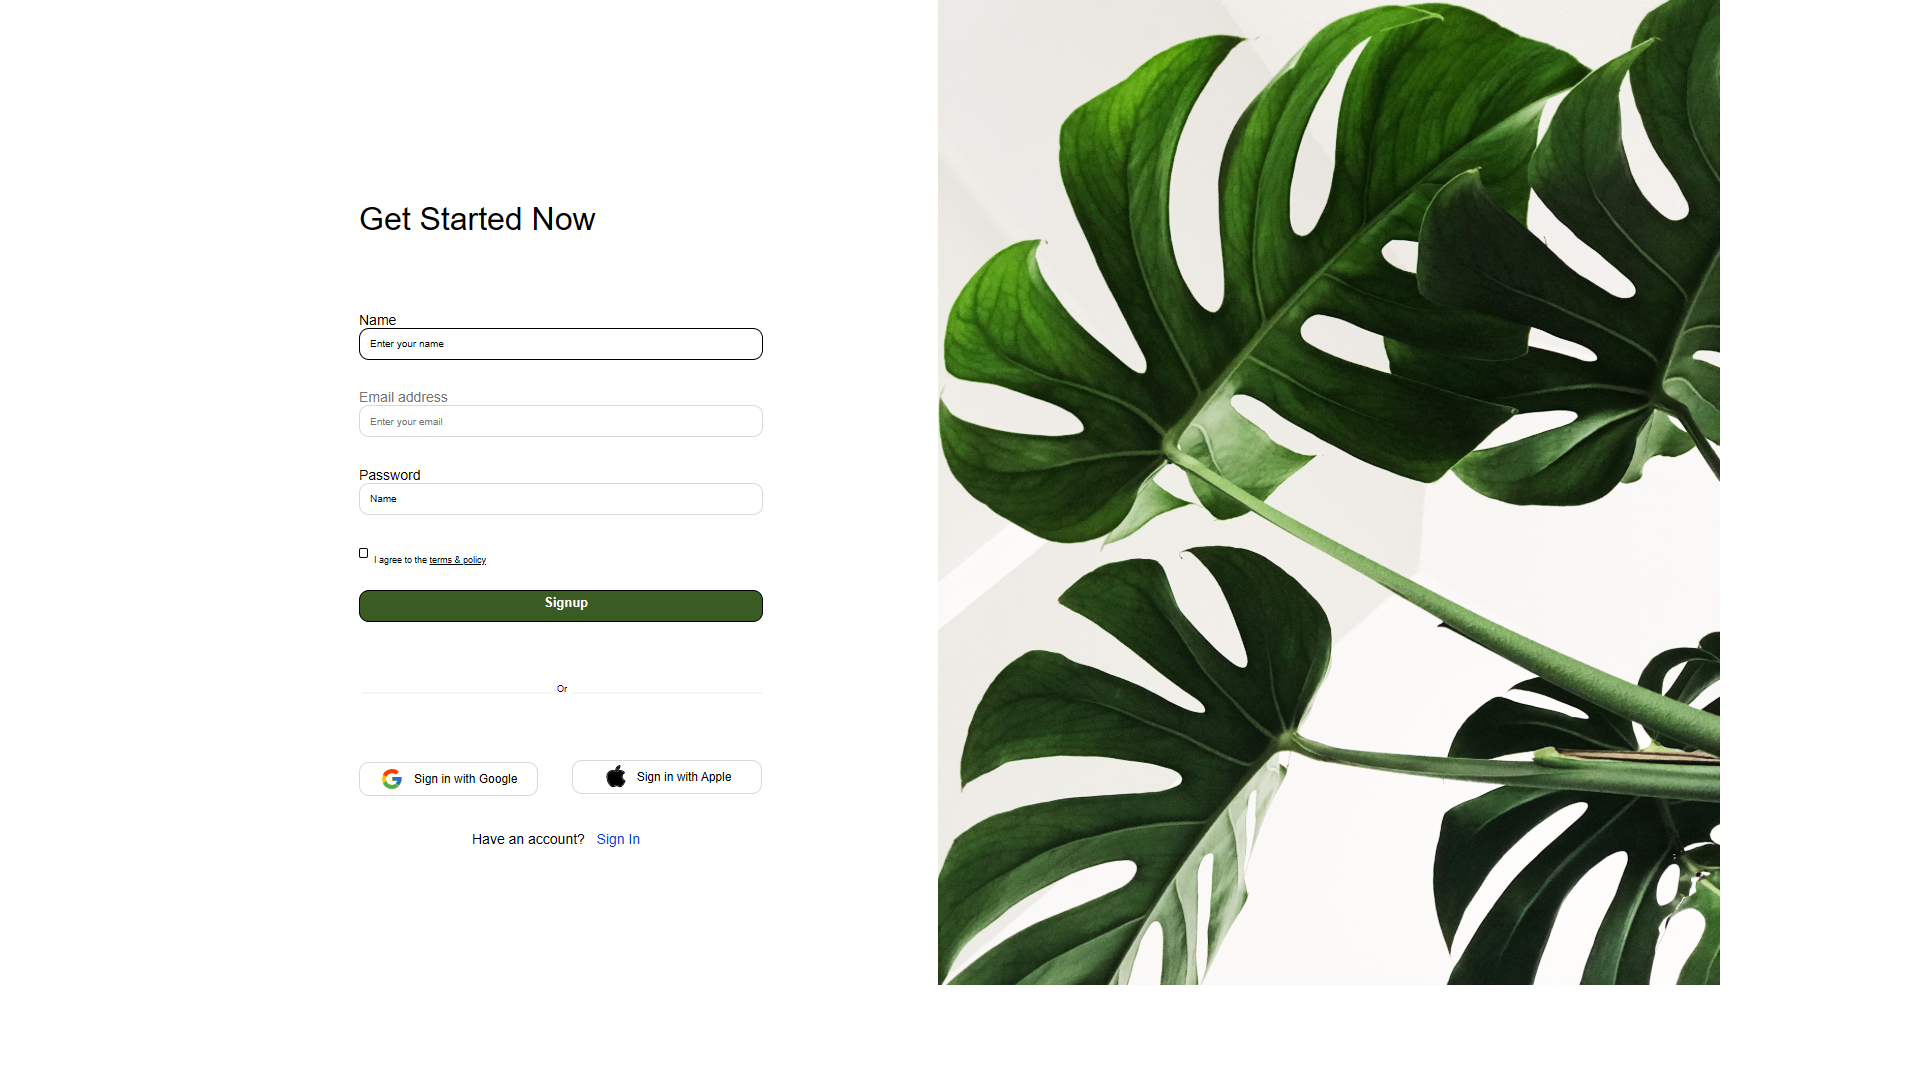 Get Started Now
Name
Enter your name
Email address
Enter your email
Password
Name
I agree to the terms & policy
Signup
Or
Sign in with Google
Sign in with Apple
Have an account? Sign In